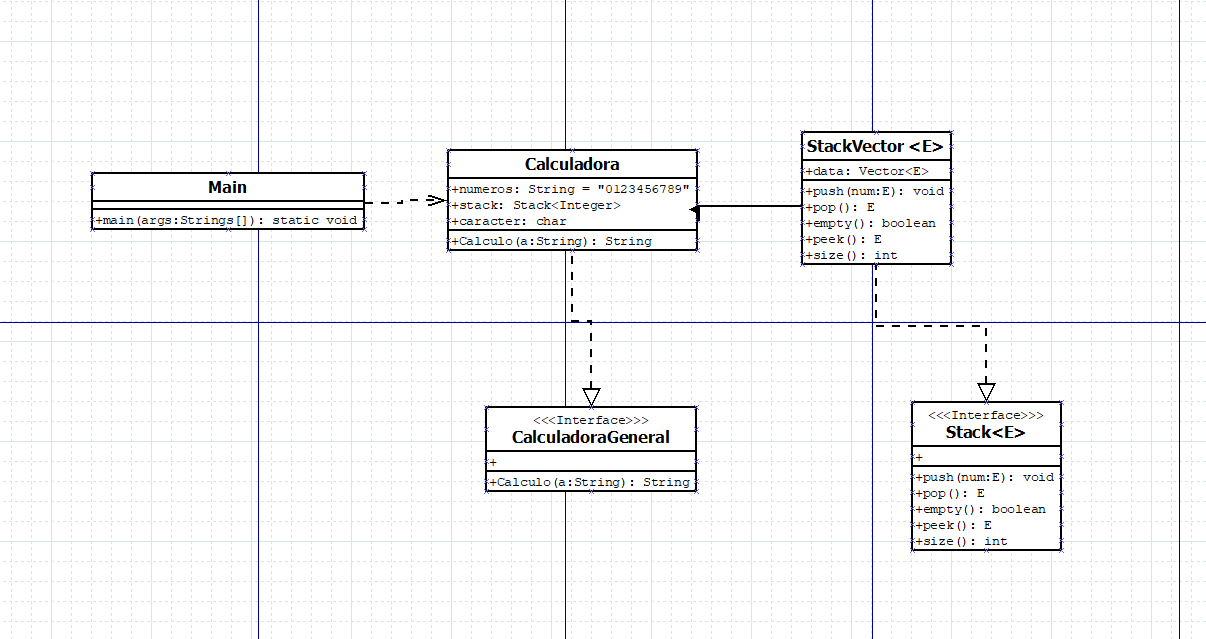 Main
+main(args:Strings[]): static void
Calculadora
+numeros: String = "0123456789"
+stack: Stack<Integer>
+caracter: char
+Calculo(a:String): String
StackVector <E>
+data: Vector<E>
+push(num:E): void
+pop(): E
+empty(): boolean
+peek(): E
+size(): int
<<<Interface>>>
CalculadoraGeneral
+
+Calculo(a:String): String
<<<Interface>>>
Stack<E>
+
+push(num:E): void
+pop(): E
+empty(): boolean
+peek(): E
+size(): int